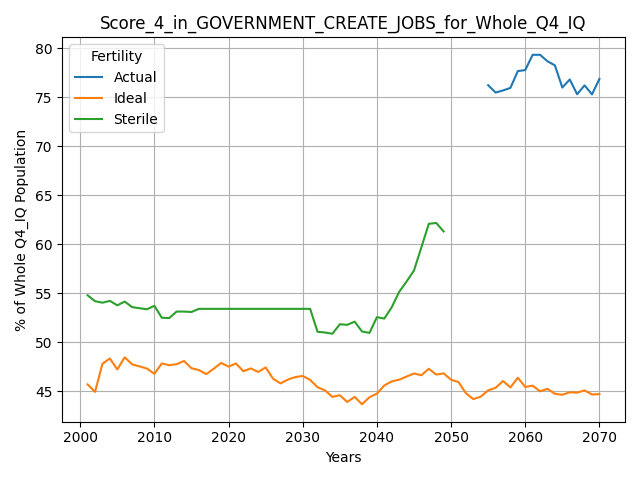 Score_4_in_GOVERNMENT_CREATE_JOBS_for_Whole_Q4_IQ
Fertility
Actual
Ideal
Sterile
% of Whole Q4_IQ Population
80
75
70
65
60
55
50
45
2000 2010 2020 2030 2040 2050 2060 2070
Years